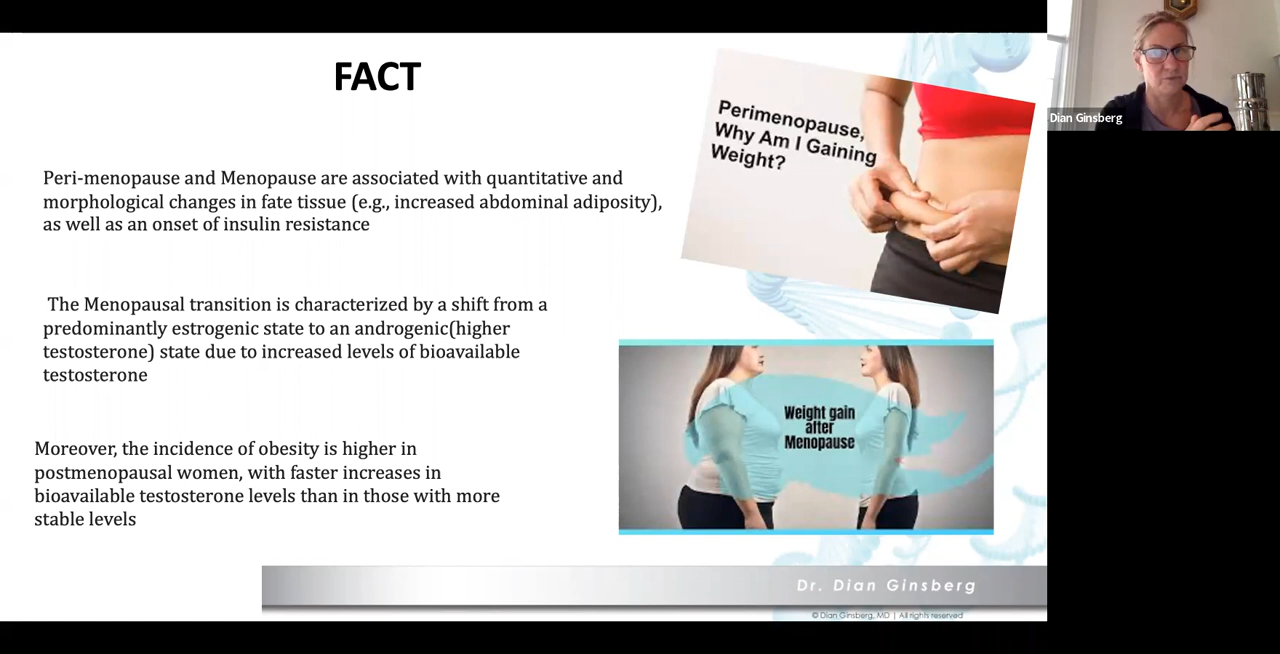 FACT
Perimenopause,
Why Am I Gaining
Weight?
Peri-menopause and Menopause are associated with quantitative and
morphological changes in fate tissue (e.g., increased abdominal adiposity),
as well as an onset of insulin resistance
The Menopausal transition is characterized by a shift from a
predominantly estrogenic state to an androgenic(higher
testosterone) state due to increased levels of bioavailable
testosterone
Weight gain
after
Menopause
Moreover, the incidence of obesity is higher in
postmenopausal women, with faster increases in
bioavailable testosterone levels than in those with more
stable levels
Dr. Dian Ginsberg
© Dian Ginsberg, MD | All rights reserved
Dian Ginsberg